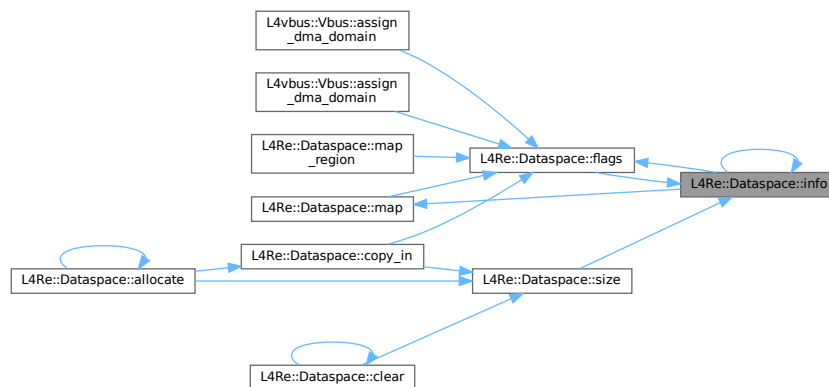 L4vbus::Vbus::assign
_dma_domain
L4vbus::Vbus::assign
_dma_domain
L4Re::Dataspace::map
_region
L4Re::Dataspace::flags
L4Re::Dataspace::info
L4Re::Dataspace::map
L4Re::Dataspace::copy_in
L4Re::Dataspace::allocate
L4Re::Dataspace::size
L4Re::Dataspace::clear